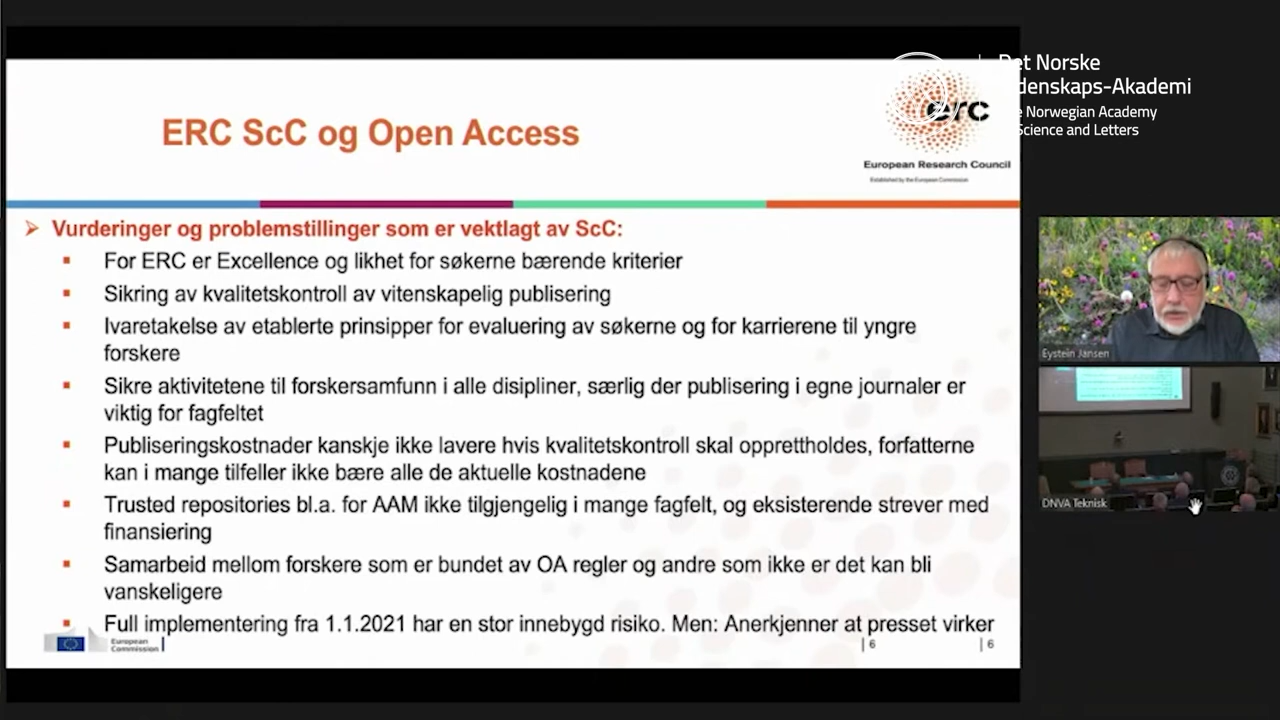 ERC ScC og Open Access
erc
European Research Council
Established by the European Commission
Det Norske
denskaps-Akademi
Norwegian Academy
Science and Letters
Vurderinger og problemstillinger som er vektlagt av ScC:
For ERC er Excellence og likhet for søkerne bærende kriterier
Sikring av kvalitetskontroll av vitenskapelig publisering
Ivaretakelse av etablerte prinsipper for evaluering av søkerne og for karrierene til yngre
forskere
Sikre aktivitetene til forskersamfunn i alle disipliner, særlig der publisering i egne journaler er
viktig for fagfeltet
Publiseringskostnader kanskje ikke lavere hvis kvalitetskontroll skal opprettholdes, forfatterne
kan i mange tilfeller ikke bære alle de aktuelle kostnadene
Trusted repositories bl.a. for AAM ikke tilgjengelig i mange fagfelt, og eksisterende strever med
finansiering
Samarbeid mellom forskere som er bundet av OA regler og andre som ikke er det kan bli
vanskeligere
Full implementering fra 1.1.2021 har en stor innebygd risiko. Men: Anerkjenner at presset virker
European
Commission
| 6
| 6
Eystein Jansen
DNVA Teknisk